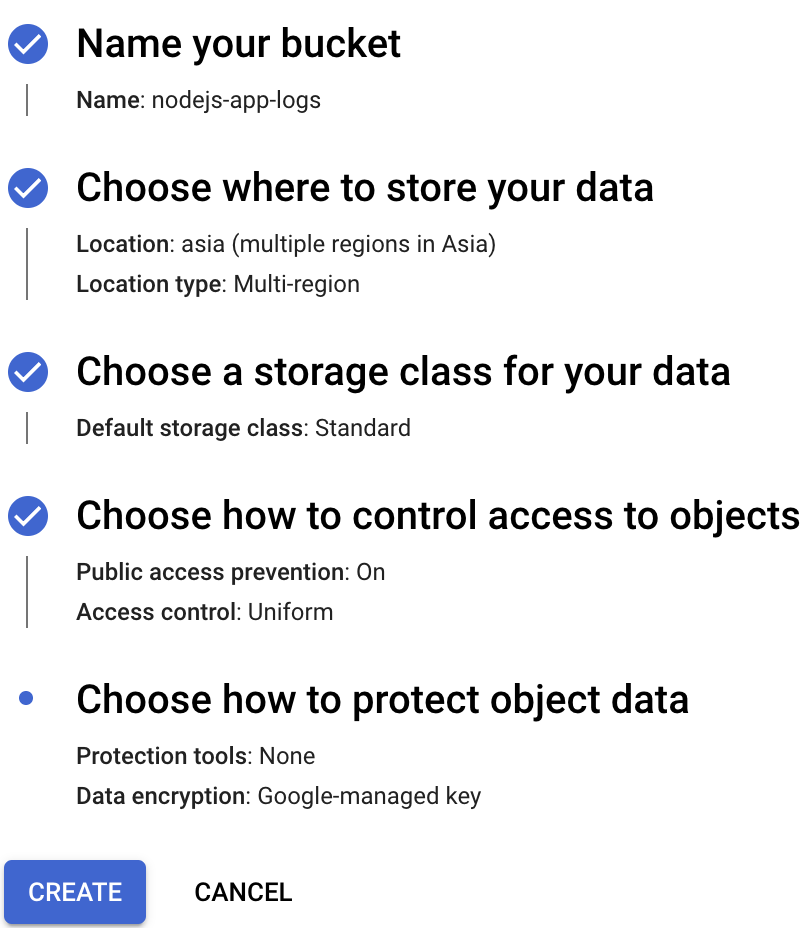 Name your bucket
Name: nodejs-app-logs
Choose where to store your data
Location: asia (multiple regions in Asia)
Location type: Multi-region
Choose a storage class for your data
Default storage class: Standard
Choose how to control access to objects
Public access prevention: On
Access control: Uniform
Choose how to protect object data
Protection tools: None
Data encryption: Google-managed key
CREATE CANCEL